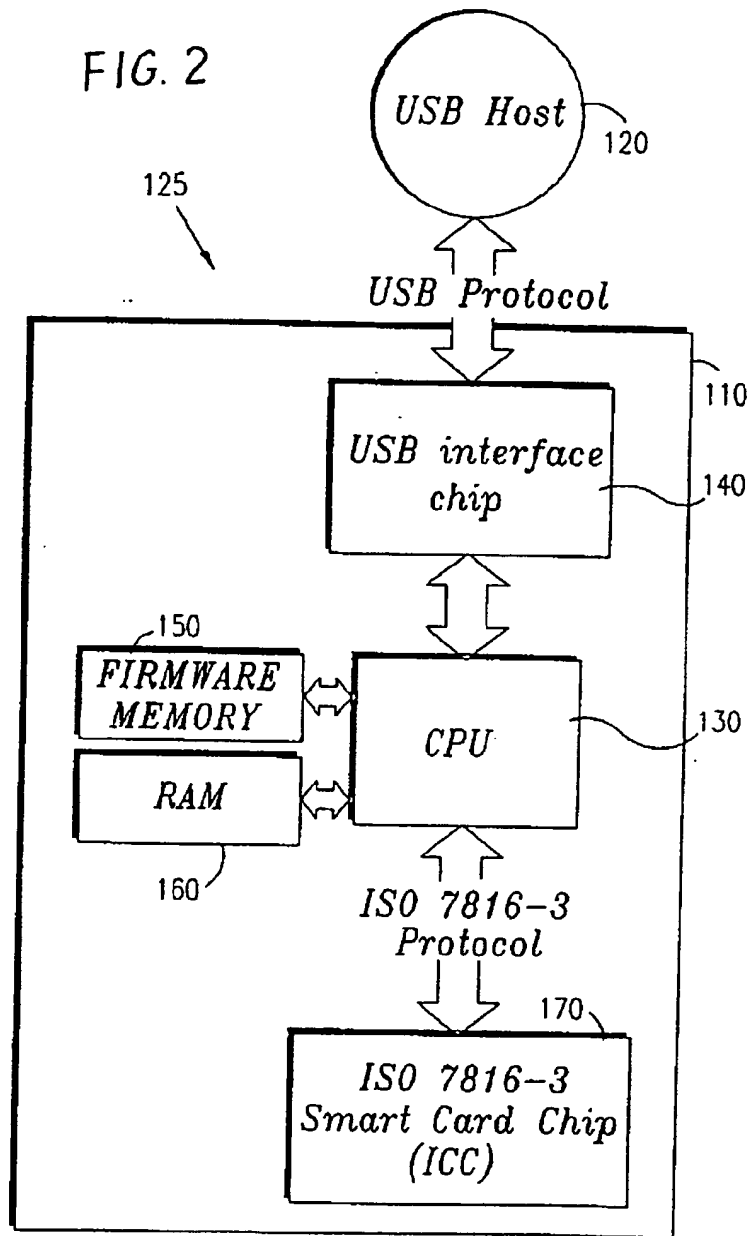 FIG. 2
USB Host
120
125
USB Protocol
110
USB interface
chip
140
150
FIRMWARE
MEMORY
CPU
130
RAM
160
ISO 7816-3
Protocol
170
ISO 7816-3
Smart Card Chip
(ICC)